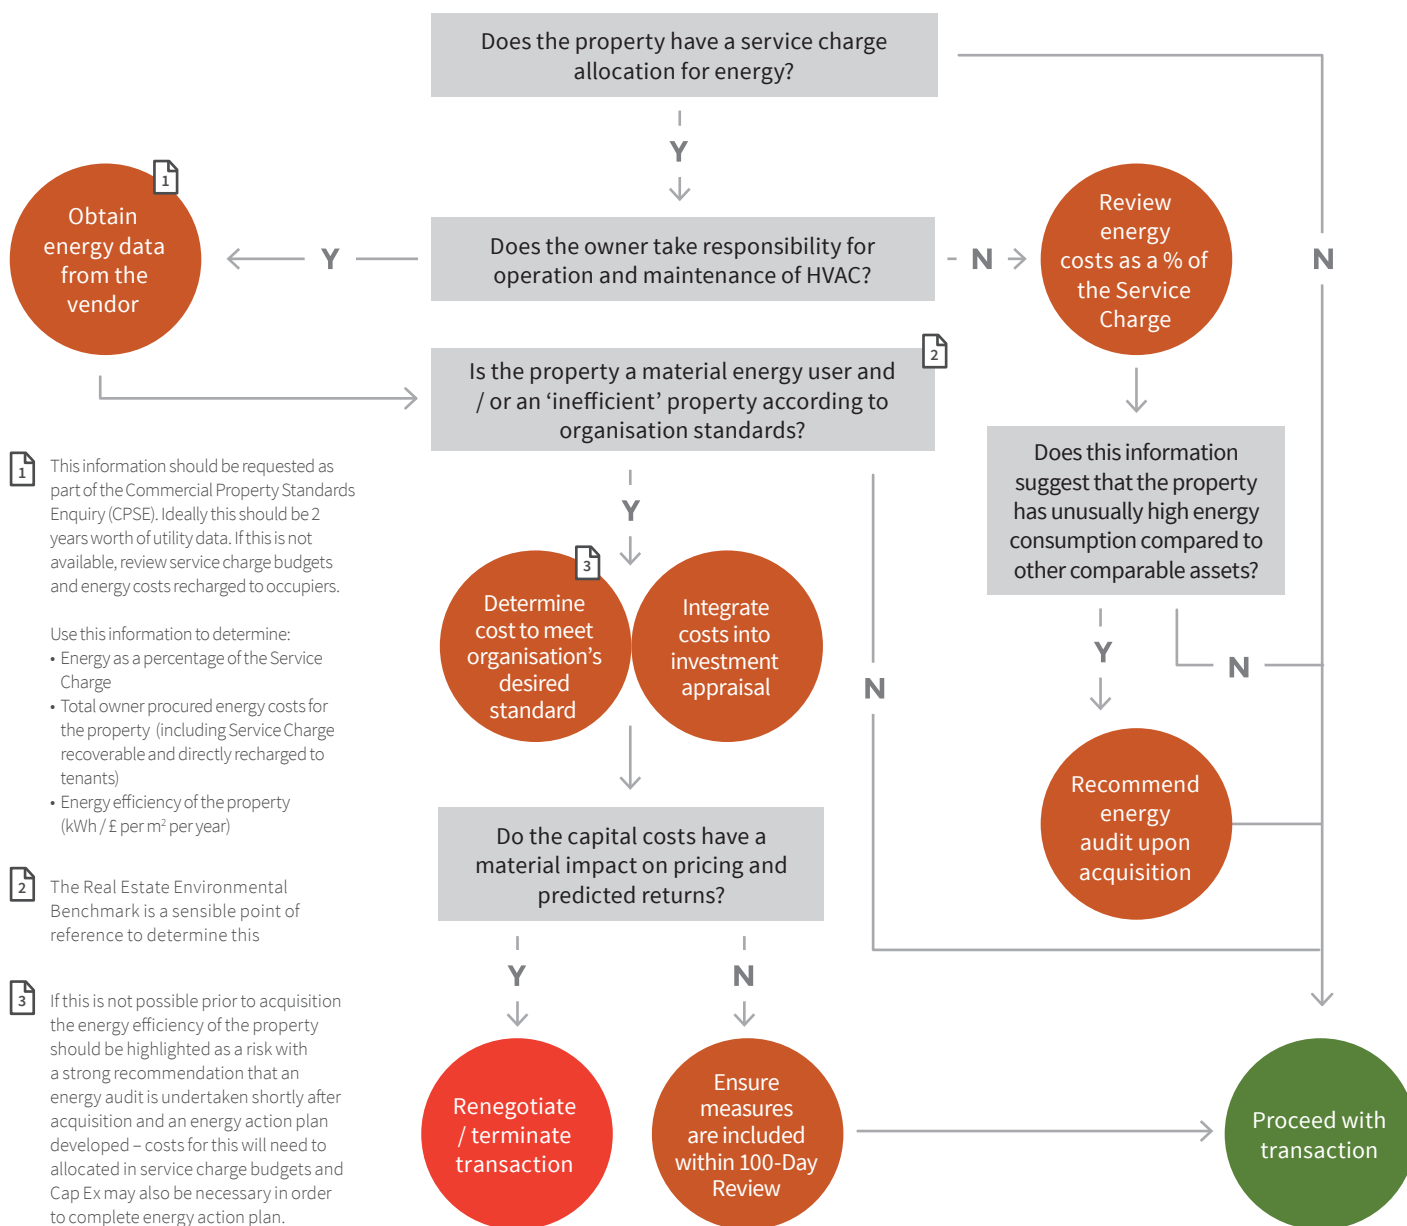 Does the property have a service charge
allocation for energy?
Y
N
1
Obtain
energy data
from the
vendor
Y
Does the owner take responsibility for
operation and maintenance of HVAC?
N
Review
energy
costs as a % of
the Service
Charge
2
Is the property a material energy user and
/ or an ‘inefficient’ property according to
organisation standards?
Y
N
Does this information
suggest that the property
has unusually high energy
consumption compared to
other comparable assets?
Y
N
3
Determine
cost to meet
organisation’s
desired
standard
Integrate
costs into
investment
appraisal
Recommend
energy
audit upon
acquisition
Do the capital costs have a
material impact on pricing and
predicted returns?
Y
N
Renegotiate
/ terminate
transaction
Ensure
measures
are included
within 100-Day
Review
Proceed with
transaction
1
This information should be requested as
part of the Commercial Property Standards
Enquiry (CPSE). Ideally this should be 2
years worth of utility data. If this is not
available, review service charge budgets
and energy costs recharged to occupiers.
Use this information to determine:
• Energy as a percentage of the Service
Charge
• Total owner procured energy costs for
the property (including Service Charge
recoverable and directly recharged to
tenants)
• Energy efficiency of the property
(kWh / £ per m² per year)
2
The Real Estate Environmental
Benchmark is a sensible point of
reference to determine this
3
If this is not possible prior to acquisition
the energy efficiency of the property
should be highlighted as a risk with
a strong recommendation that an
energy audit is undertaken shortly after
acquisition and an energy action plan
developed – costs for this will need to
allocated in service charge budgets and
Cap Ex may also be necessary in order
to complete energy action plan.